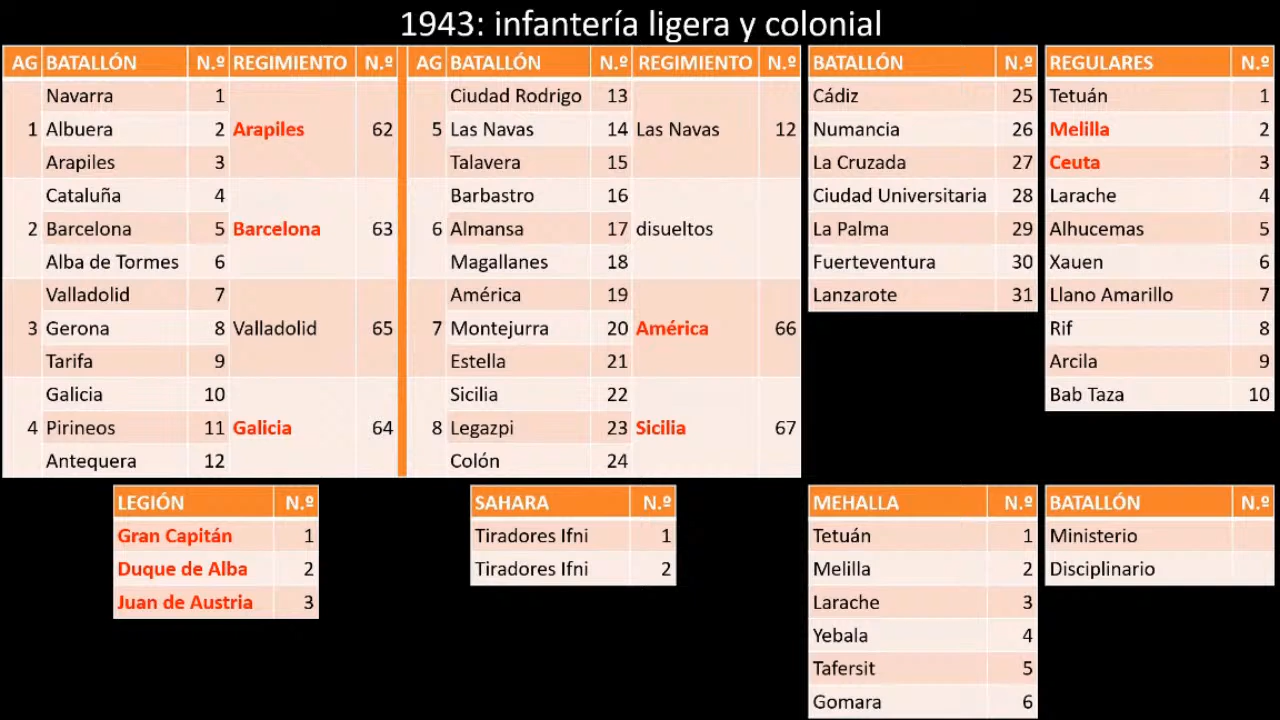 1943: infantería ligera y colonial
AG BATALLÓN N.º REGIMIENTO N.º
Navarra 1
1 Albuera 2 Arapiles 62
Arapiles 3
Cataluña 4
2 Barcelona 5 Barcelona 63
Alba de Tormes 6
Valladolid 7
3 Gerona 8 Valladolid 65
Tarifa 9
Galicia 10
4 Pirineos 11 Galicia 64
Antequera 12
AG BATALLÓN N.º REGIMIENTO N.º
Ciudad Rodrigo 13
5 Las Navas 14 Las Navas 12
Talavera 15
Barbastro 16
6 Almansa 17 disueltos
Magallanes 18
América 19
7 Montejurra 20 América 66
Estella 21
Sicilia 22
8 Legazpi 23 Sicilia 67
Colón 24
BATALLÓN N.º
Cádiz 25
Numancia 26
La Cruzada 27
Ciudad Universitaria 28
La Palma 29
Fuerteventura 30
Lanzarote 31
REGULARES N.º
Tetuán 1
Melilla 2
Ceuta 3
Larache 4
Alhucemas 5
Xauen 6
Llano Amarillo 7
Rif 8
Arcila 9
Bab Taza 10
LEGIÓN N.º
Gran Capitán 1
Duque de Alba 2
Juan de Austria 3
SAHARA N.º
Tiradores Ifni 1
Tiradores Ifni 2
MEHALLA N.º
Tetuán 1
Melilla 2
Larache 3
Yebala 4
Tafersit 5
Gomara 6
BATALLÓN N.º
Ministerio
Disciplinario